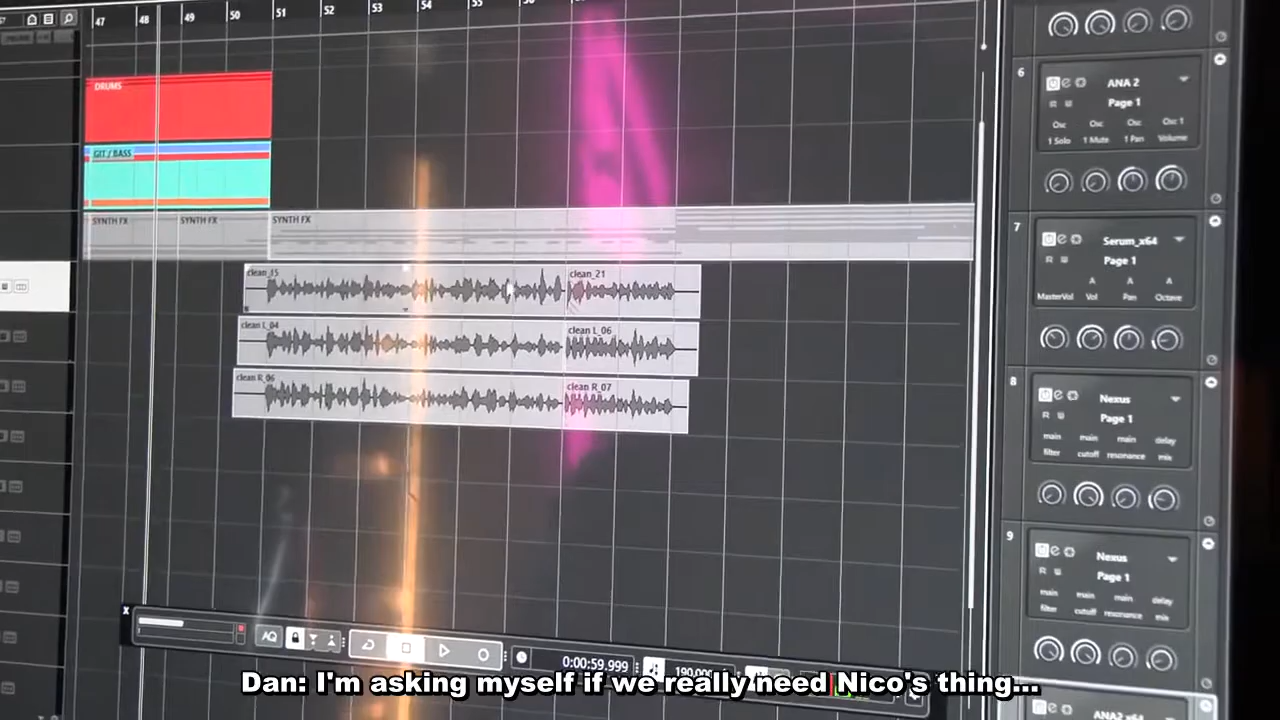 47 48 49 50 51 52 53 54 55
DRUMS
GIT / BASS
SYNTH FX SYNTH FX SYNTH FX
clean_15 clean_21
clean L_04 clean L_06
clean R_06 clean R_07
6
ANA 2
Page 1
Osc Osc Osc Osc 1
1 Solo 1 Mute 1 Pan Volume
7
Serum_x64
Page 1
A A A
MasterVol Vol Pan Octave
8
Nexus
R
Page 1
main main main delay
filter cutoff resonance mix
9
Nexus
R
Page 1
main main main delay
filter cutoff resonance mix
X
AQ
0:00:59.999
190.000
Dan: I'm asking myself if we really need Nico's thing...